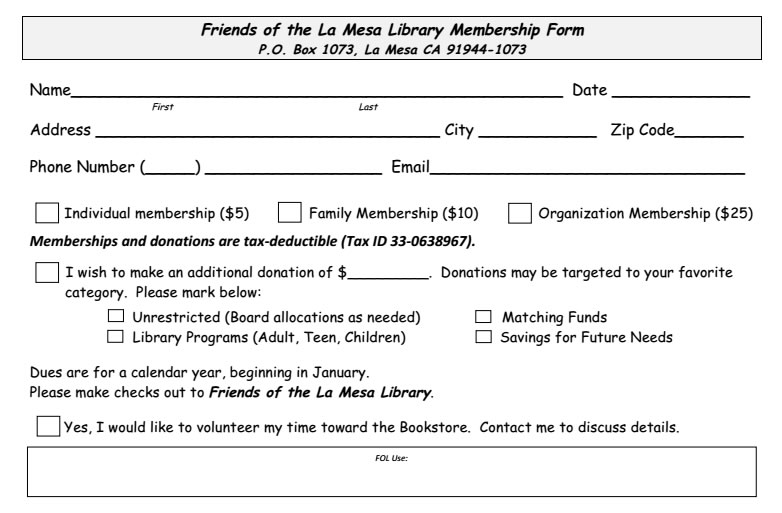 Friends of the La Mesa Library Membership Form
P.O. Box 1073, La Mesa CA 91944-1073
Name________________ Date ________________
First Last
Address ________________ City ________________ Zip Code________
Phone Number (_____) ________________ Email________________
Individual membership ($5) Family Membership ($10) Organization Membership ($25)
Memberships and donations are tax-deductible (Tax ID 33-0638967).
I wish to make an additional donation of $_________. Donations may be targeted to your favorite
category. Please mark below:
Unrestricted (Board allocations as needed) Matching Funds
Library Programs (Adult, Teen, Children) Savings for Future Needs
Dues are for a calendar year, beginning in January.
Please make checks out to Friends of the La Mesa Library.
Yes, I would like to volunteer my time toward the Bookstore. Contact me to discuss details.
FOL Use: